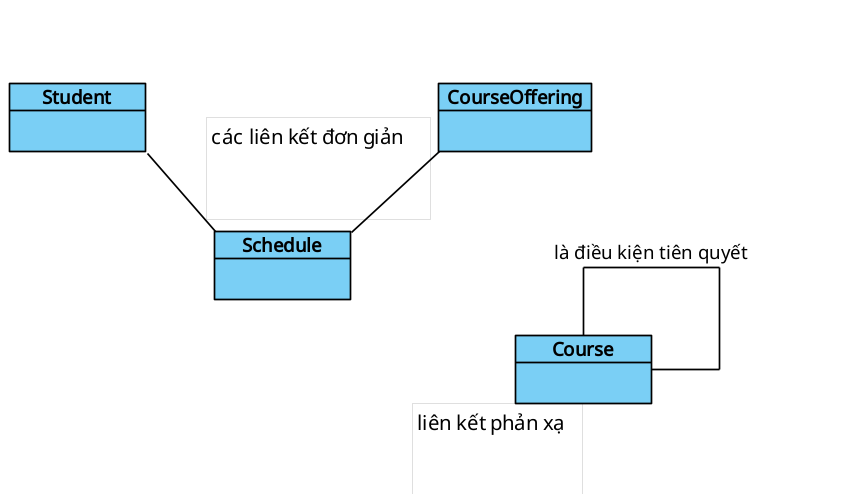 Student
CourseOffering
các liên kết đơn giản
Schedule
là điều kiện tiên quyết
Course
liên kết phản xạ